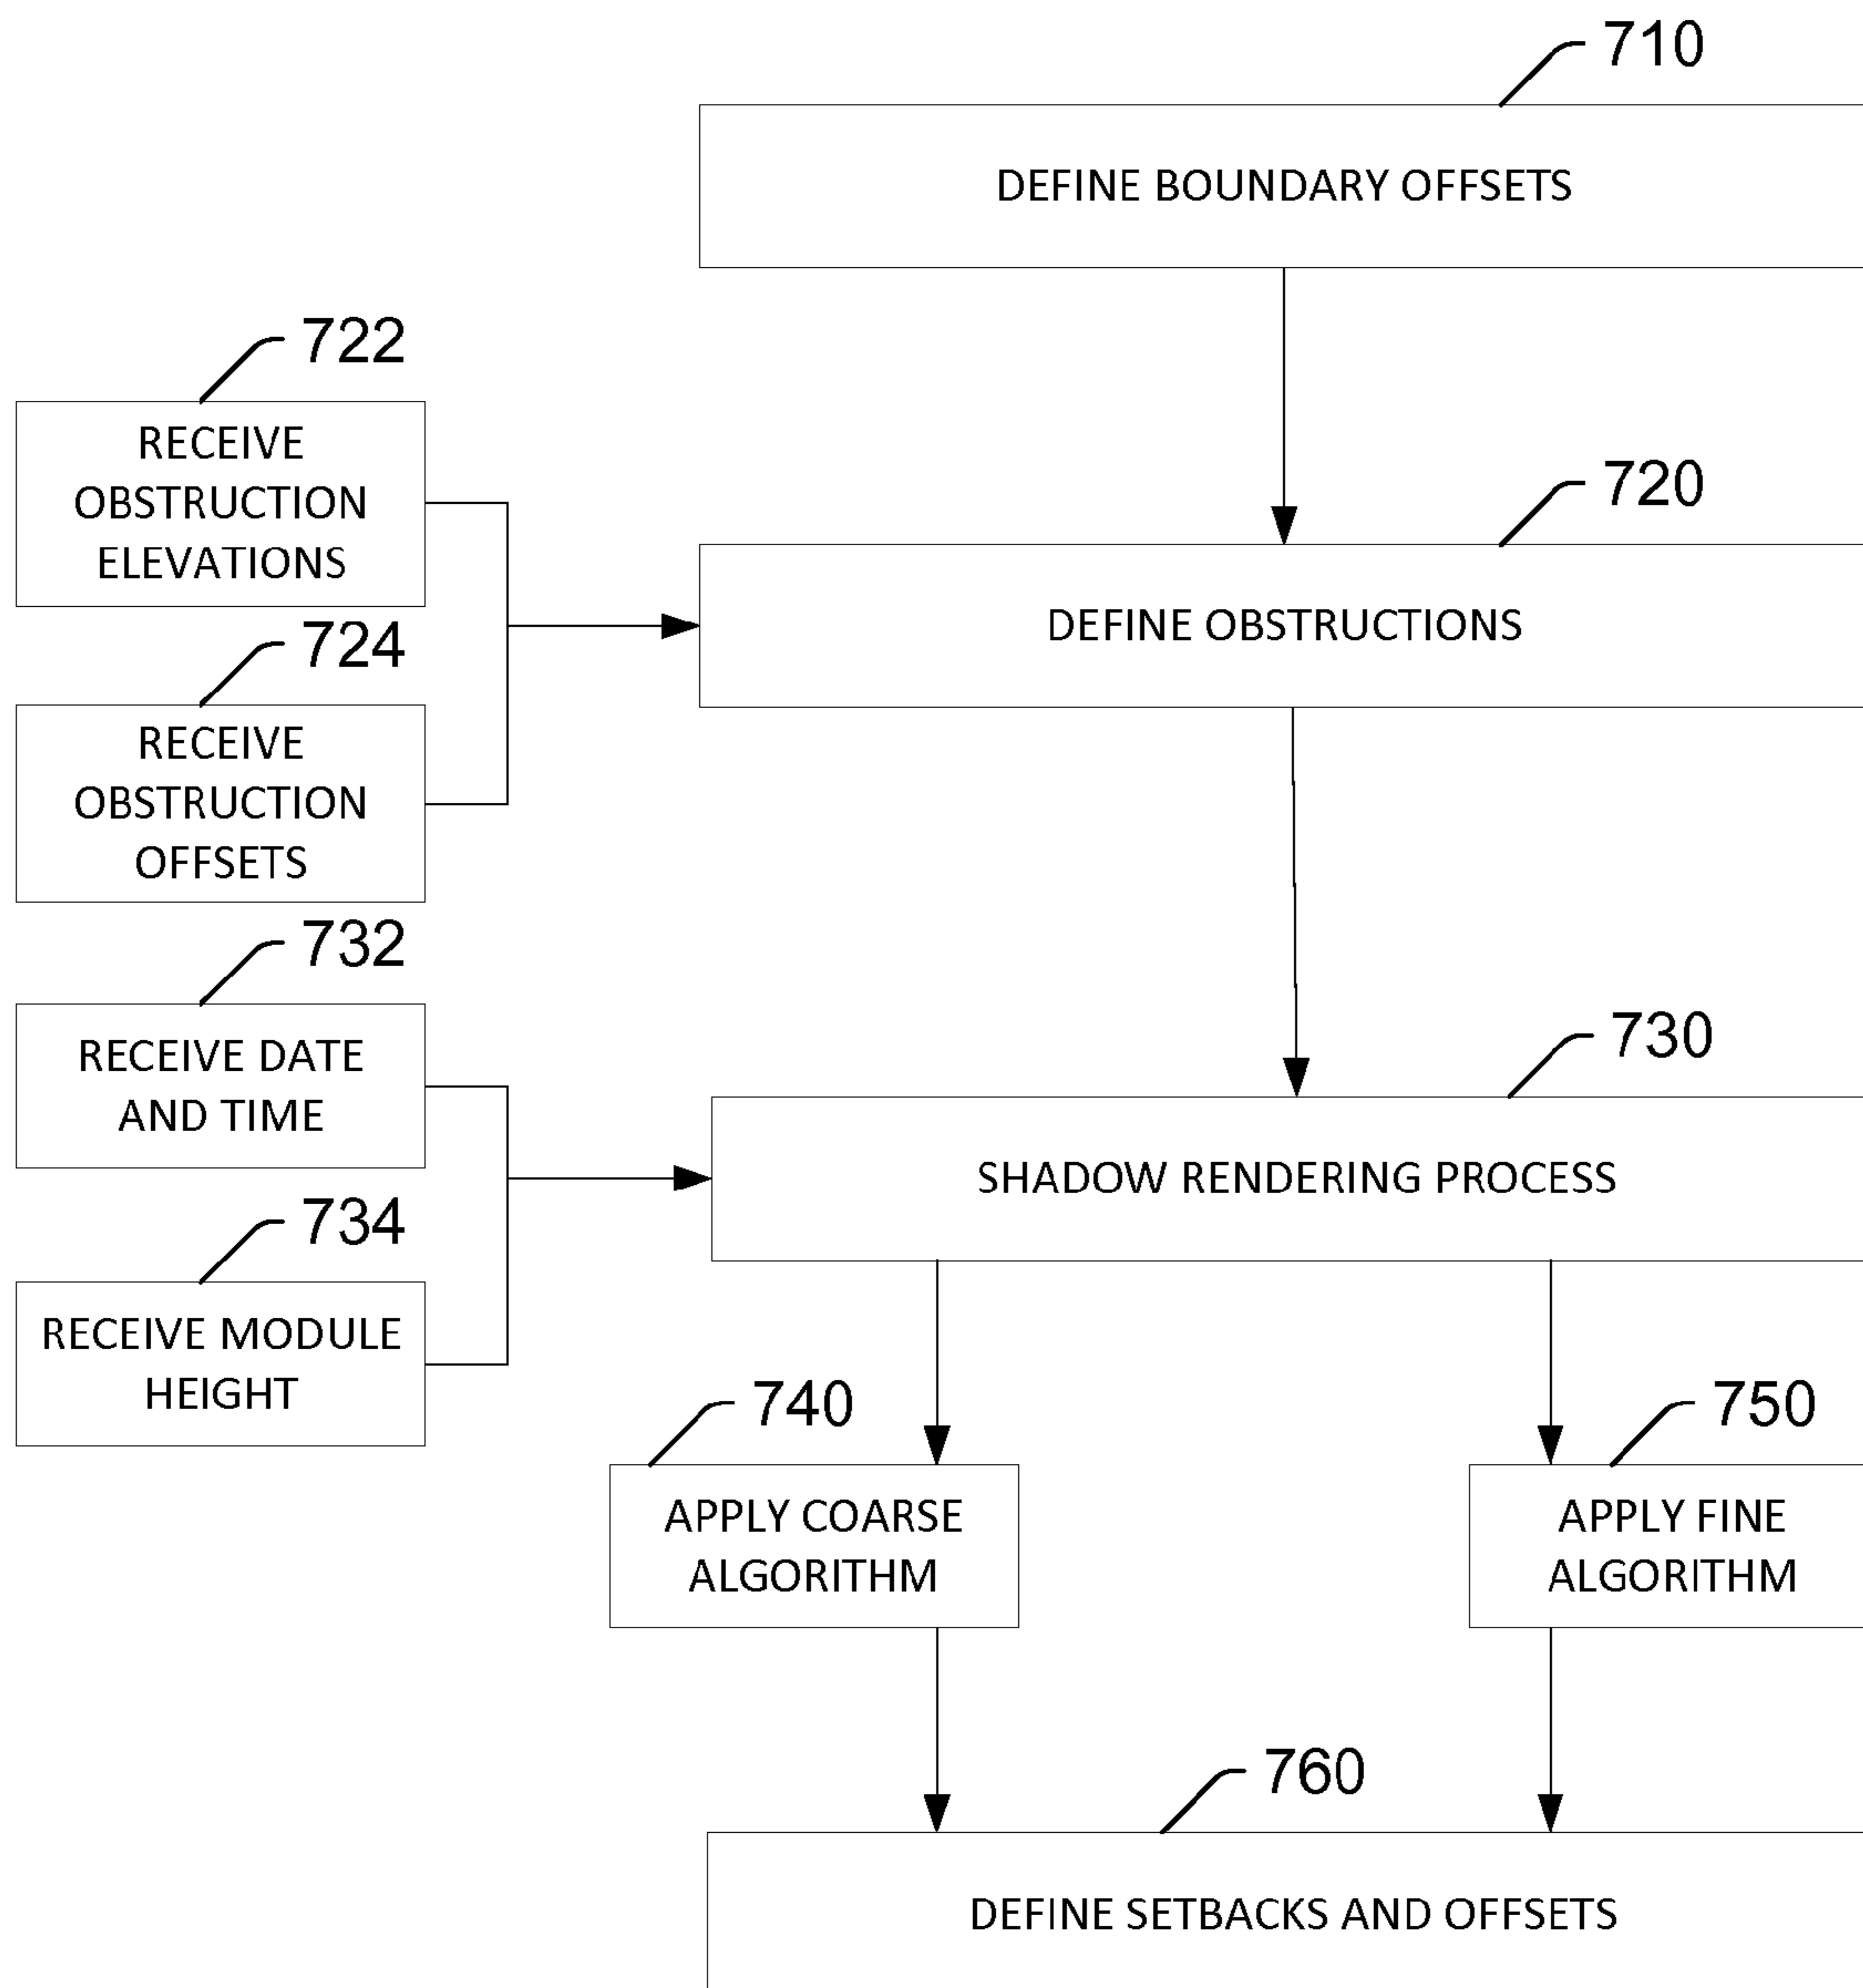 710
DEFINE BOUNDARY OFFSETS
722
RECEIVE
OBSTRUCTION
ELEVATIONS
720
DEFINE OBSTRUCTIONS
724
RECEIVE
OBSTRUCTION
OFFSETS
732
RECEIVE DATE
AND TIME
730
SHADOW RENDERING PROCESS
734
RECEIVE MODULE
HEIGHT
740
APPLY COARSE
ALGORITHM
750
APPLY FINE
ALGORITHM
760
DEFINE SETBACKS AND OFFSETS